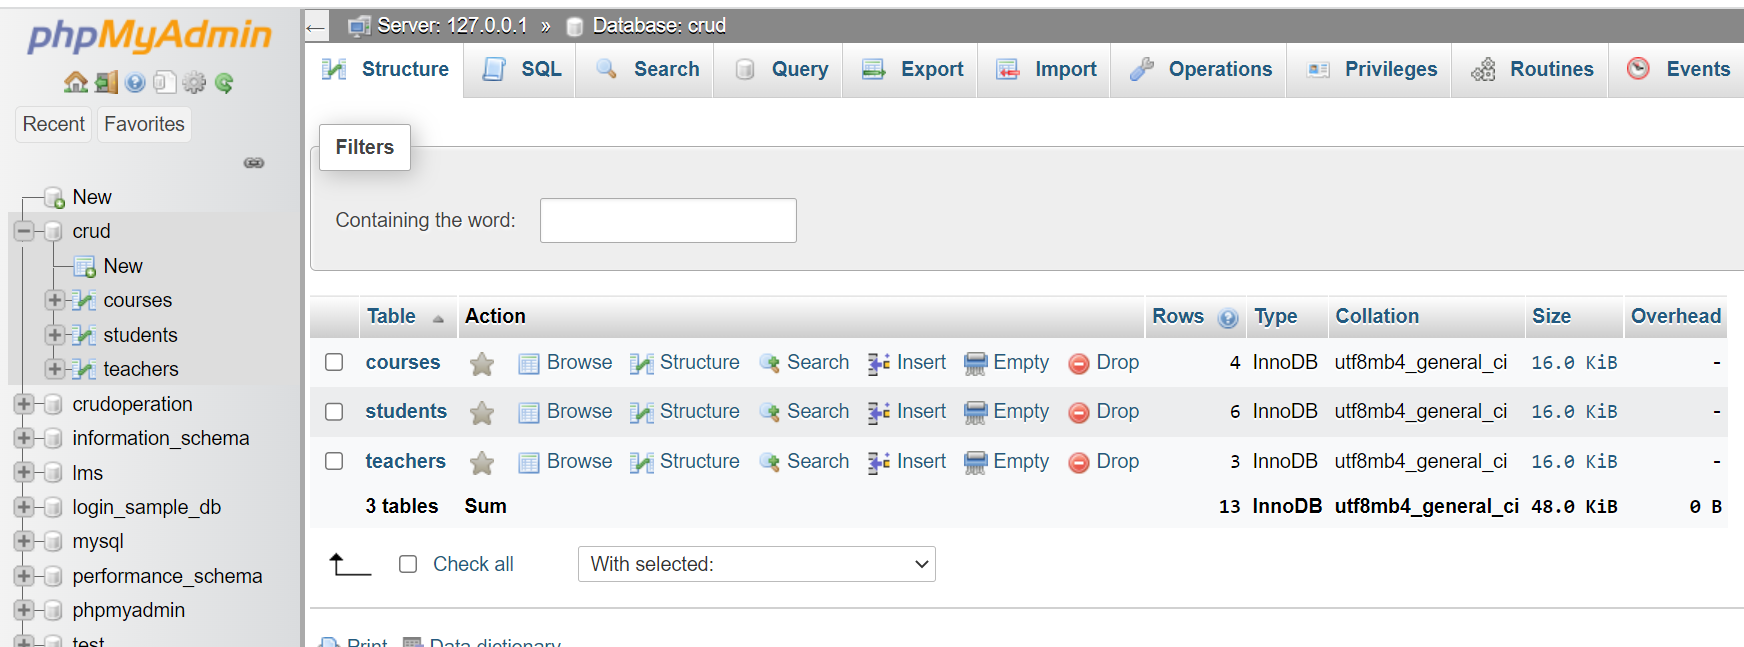 phpMyAdmin
Recent Favorites
New
crud
New
courses
students
teachers
crudoperation
information_schema
lms
login_sample_db
mysql
performance_schema
phpmyadmin
test
Server: 127.0.0.1 » Database: crud
Structure SQL Search Query Export Import Operations Privileges Routines Events
Filters
Containing the word:
Table Action Rows Type Collation Size Overhead
courses Browse Structure Search Insert Empty Drop 4 InnoDB utf8mb4_general_ci 16.0 KiB -
students Browse Structure Search Insert Empty Drop 6 InnoDB utf8mb4_general_ci 16.0 KiB -
teachers Browse Structure Search Insert Empty Drop 3 InnoDB utf8mb4_general_ci 16.0 KiB -
3 tables Sum 13 InnoDB utf8mb4_general_ci 48.0 KiB 0 B
Check all With selected:
Print Data dictionary